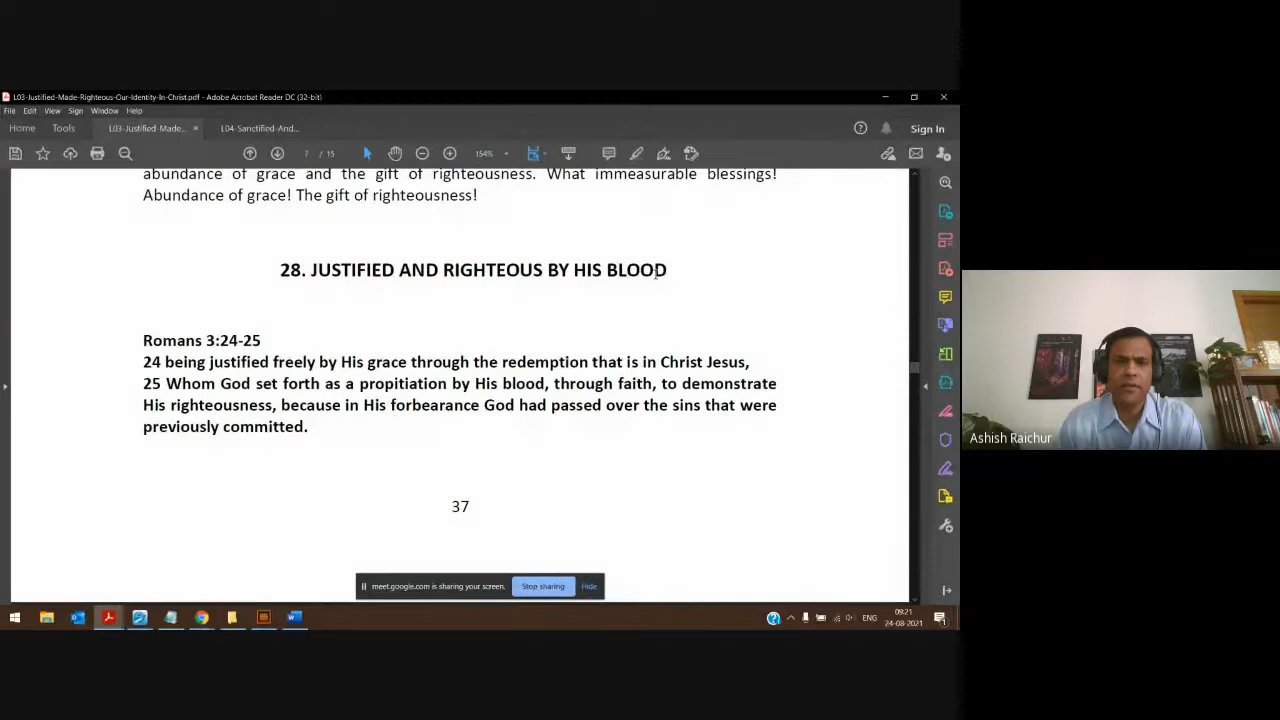 L03-Justified-Made-Righteous-Our-Identity-In-Christ.pdf - Adobe Acrobat Reader DC (32-bit)
File Edit View Sign Window Help
Home Tools L03-Justified-Made... × L04-Sanctified-And... Sign In
7 / 15 154%
abundance of grace and the gift of righteousness. What immeasurable blessings!
Abundance of grace! The gift of righteousness!
28. JUSTIFIED AND RIGHTEOUS BY HIS BLOOD
Romans 3:24-25
24 being justified freely by His grace through the redemption that is in Christ Jesus,
25 Whom God set forth as a propitiation by His blood, through faith, to demonstrate
His righteousness, because in His forbearance God had passed over the sins that were
previously committed.
37
Ashish Raichur
meet.google.com is sharing your screen. Stop sharing Hide
ENG 09:21
24-08-2021